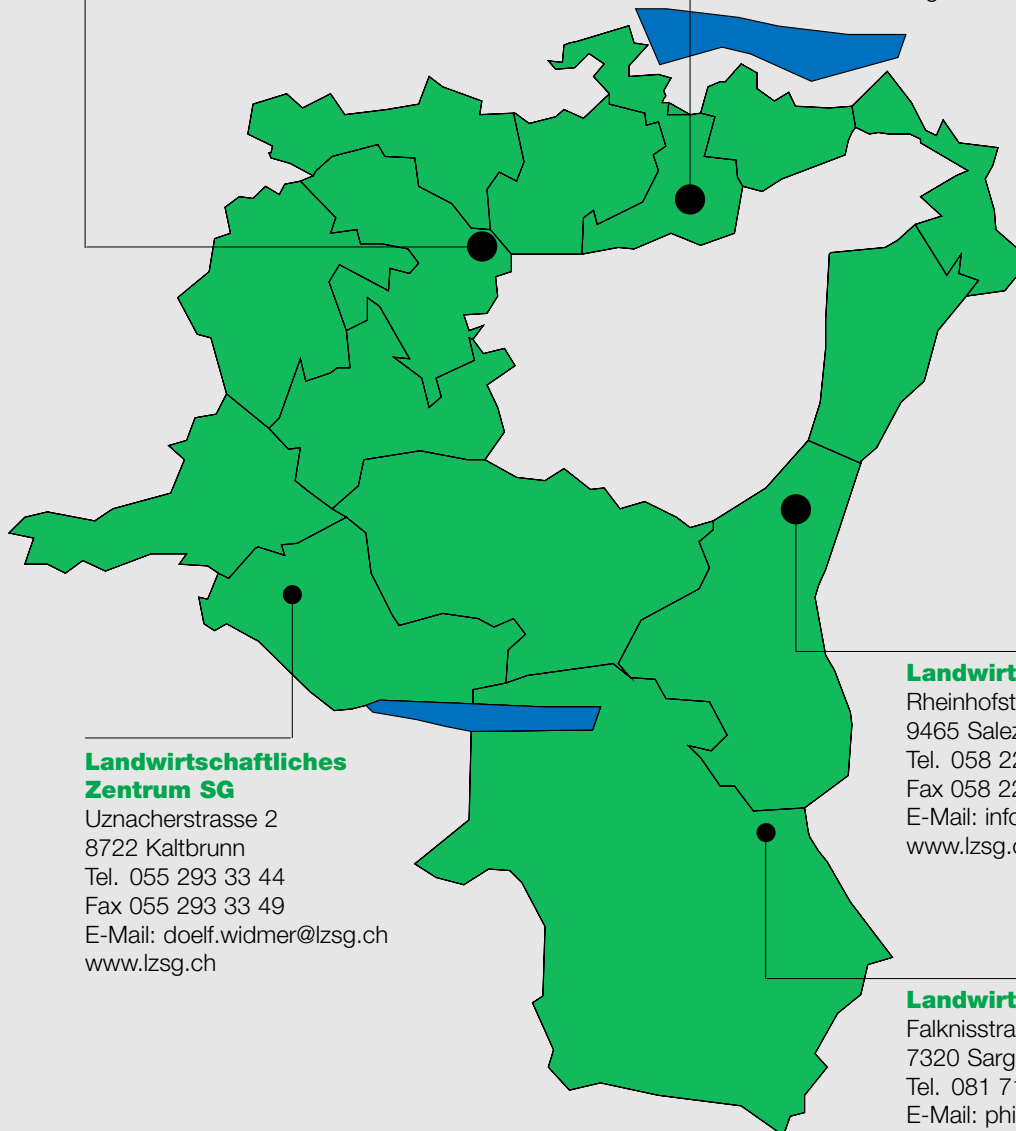 Landwirtschaftliches
Zentrum SG
Uznacherstrasse 2
8722 Kaltbrunn
Tel. 055 293 33 44
Fax 055 293 33 49
E-Mail: doelf.widmer@lzsg.ch
www.lzsg.ch
Landwirt
Rheinhofst
9465 Salez
Tel. 058 22
Fax 058 22
E-Mail: info
www.lzsg.c
Landwirt
Falknisstra
7320 Sarg
Tel. 081 71
E-Mail: phi